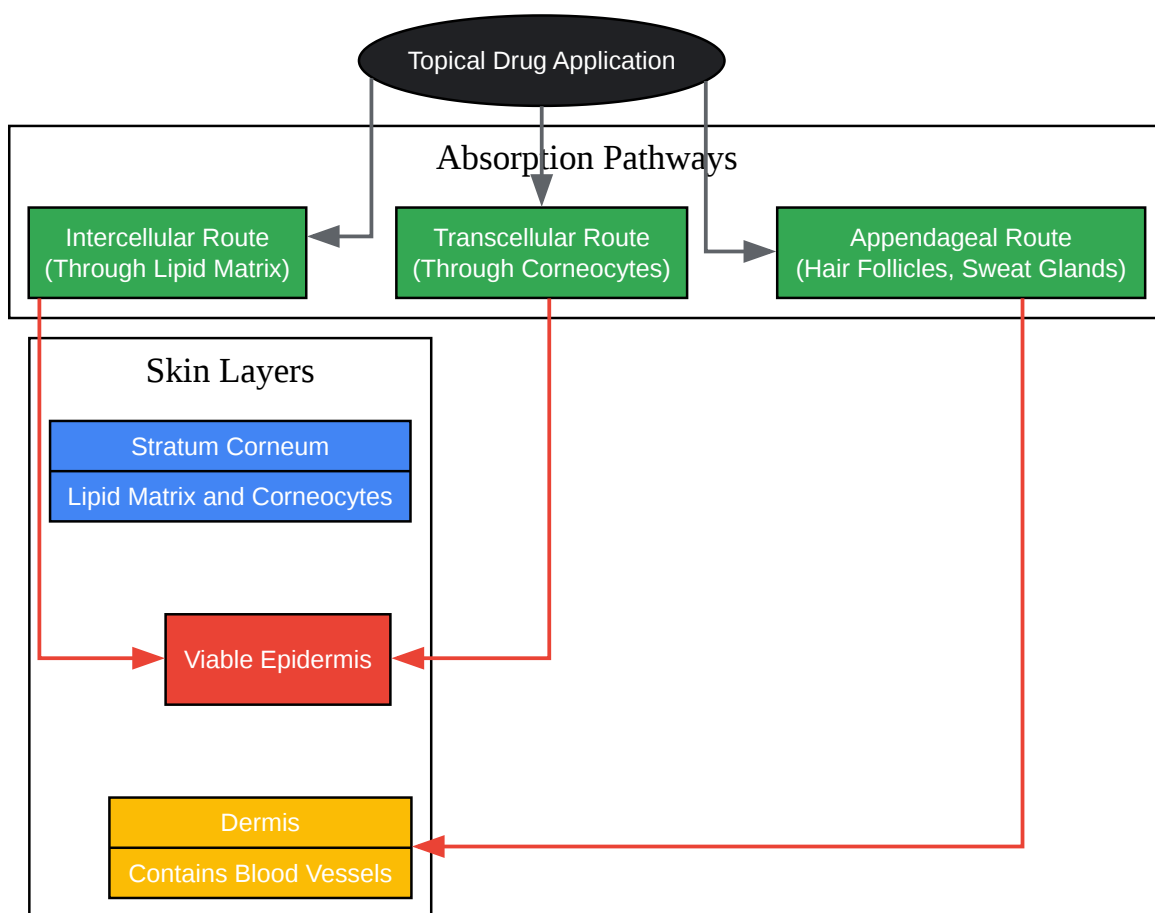 Topical Drug Application
Absorption Pathways
Intercellular Route
(Through Lipid Matrix)
Transcellular Route
(Through Corneocytes)
Appendageal Route
(Hair Follicles, Sweat Glands)
Skin Layers
Stratum Corneum
Lipid Matrix and Corneocytes
Viable Epidermis
Dermis
Contains Blood Vessels